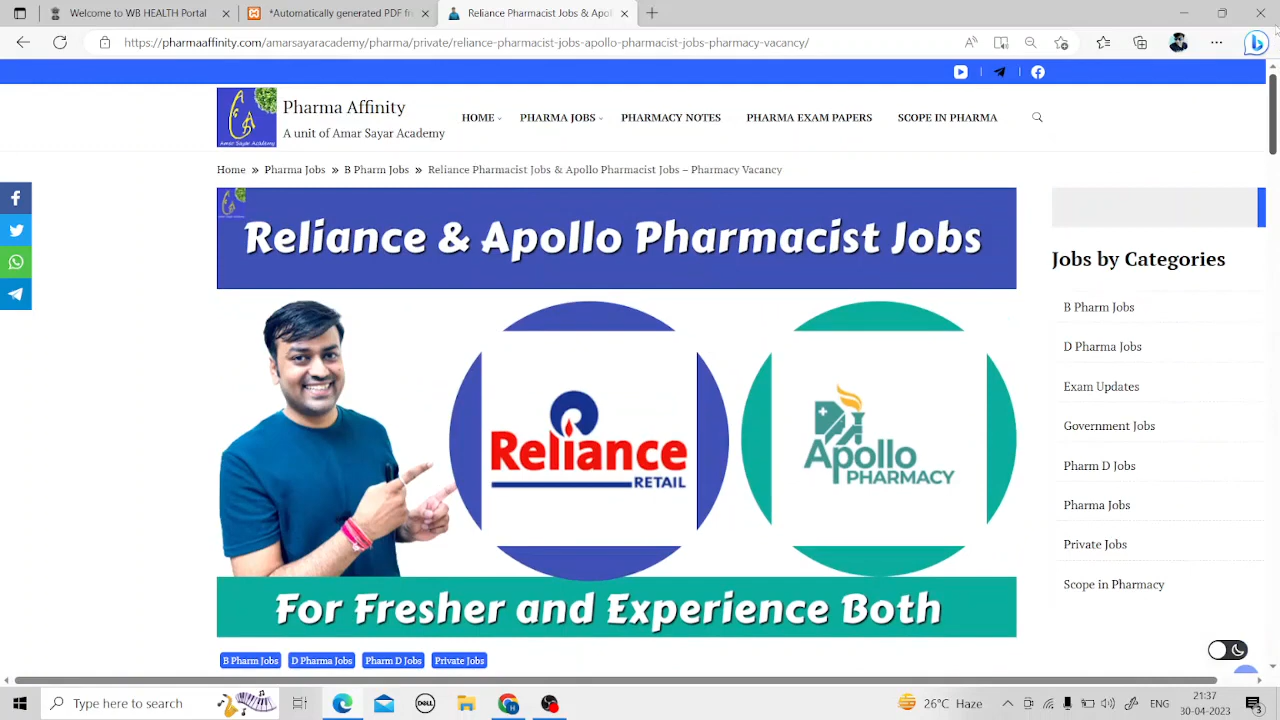 Welcome to WB HEALTH Portal
*Automatically Generated PDF fr
Reliance Pharmacist Jobs & Apol
https://pharmaaffinity.com/amarsayaracademy/pharma/private/reliance-pharmacist-jobs-apollo-pharmacist-jobs-pharmacy-vacancy/
Pharma Affinity
A unit of Amar Sayar Academy
HOME
PHARMA JOBS
PHARMACY NOTES
PHARMA EXAM PAPERS
SCOPE IN PHARMA
Amar Sayar Academy
Home » Pharma Jobs » B Pharm Jobs » Reliance Pharmacist Jobs & Apollo Pharmacist Jobs – Pharmacy Vacancy
Reliance & Apollo Pharmacist Jobs
Reliance
RETAIL
Apollo
PHARMACY
For Fresher and Experience Both
B Pharm Jobs
D Pharma Jobs
Pharm D Jobs
Private Jobs
Jobs by Categories
B Pharm Jobs
D Pharma Jobs
Exam Updates
Government Jobs
Pharm D Jobs
Pharma Jobs
Private Jobs
Scope in Pharmacy
Type here to search
DELL
26°C Haze
ENG
21:37
30-04-2023
3